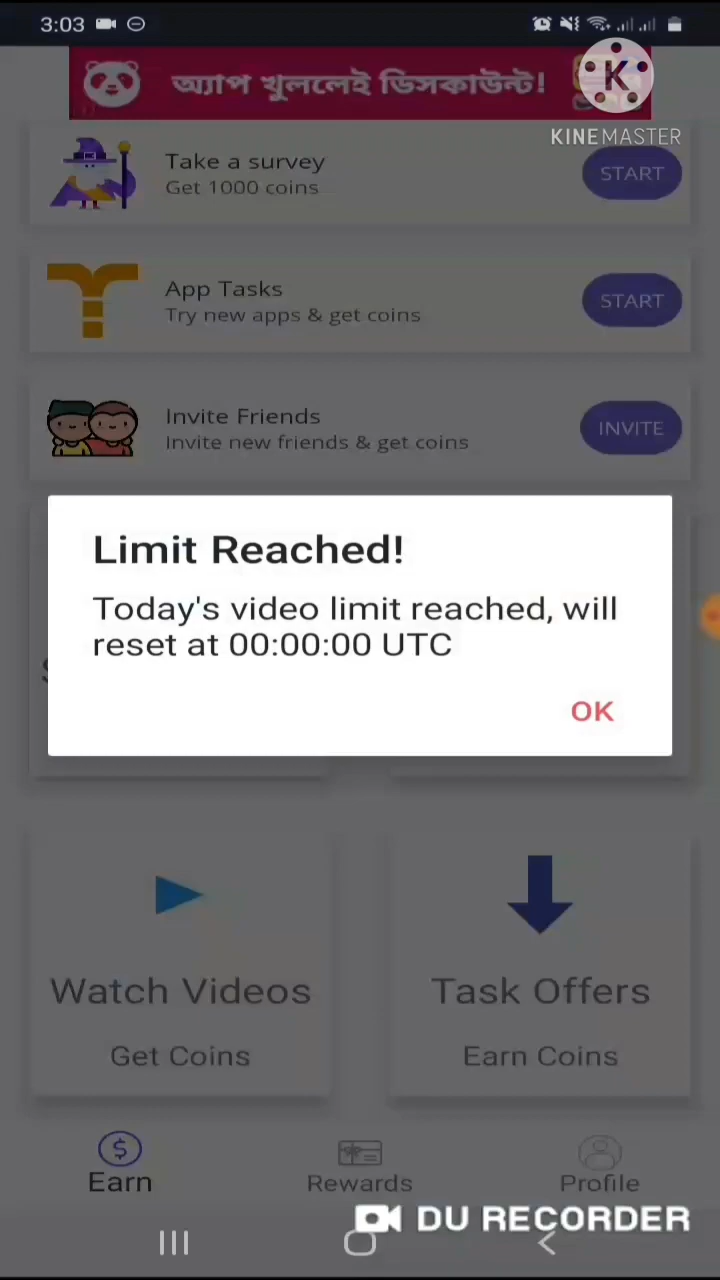 3:03
অ্যাপ খুললেই ডিসকাউন্ট!
K
KINEMASTER
Take a survey
Get 1000 coins
START
App Tasks
Try new apps & get coins
START
Invite Friends
Invite new friends & get coins
INVITE
Limit Reached!
Today's video limit reached, will
reset at 00:00:00 UTC
OK
Watch Videos
Get Coins
Task Offers
Earn Coins
Earn
Rewards
Profile
DU RECORDER